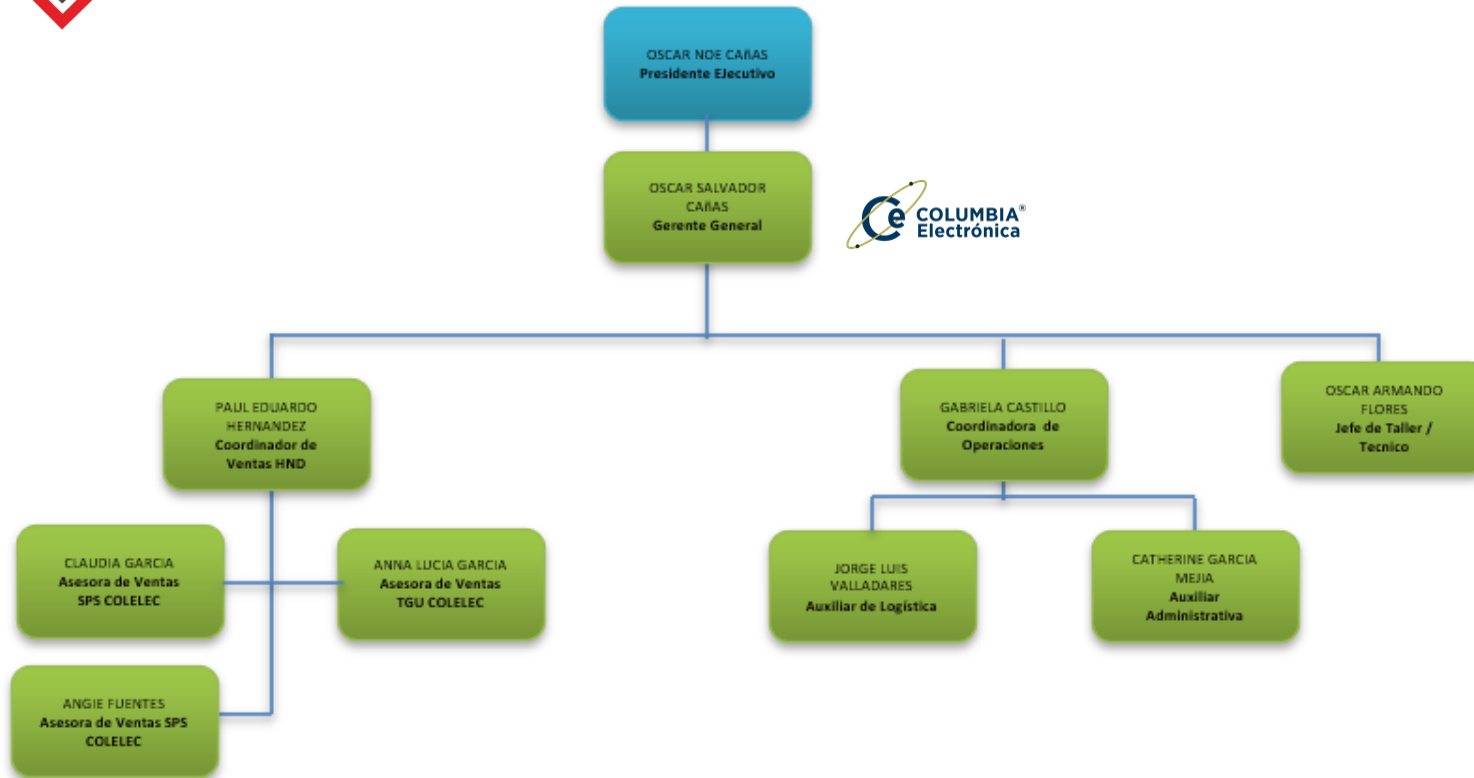 OSCAR NOE CAñAS
Presidente EJecutivo
OSCAR SALVADOR
CAñAS
Gerente General
Ce COLUMBIA®
Electrónica
PAUL EDUARDO
HERNANDEZ
Coordinador de
Ventas HND
GABRIELA CASTILLO
Coordinadora de
Operaciones
OSCAR ARMANDO
FLORES
Jefe de Taller /
Tecnico
CLAUDIA GARCIA
Asesora de Ventas
SPS COLELEC
ANNA LUCIA GARCIA
Asesora de Ventas
TGU COLELEC
JORGE LUIS
VALLADARES
Auxiliar de Logística
CATHERINE GARCIA
MEJIA
Auxiliar
Administrativa
ANGIE FUENTES
Asesora de Ventas SPS
COLELEC